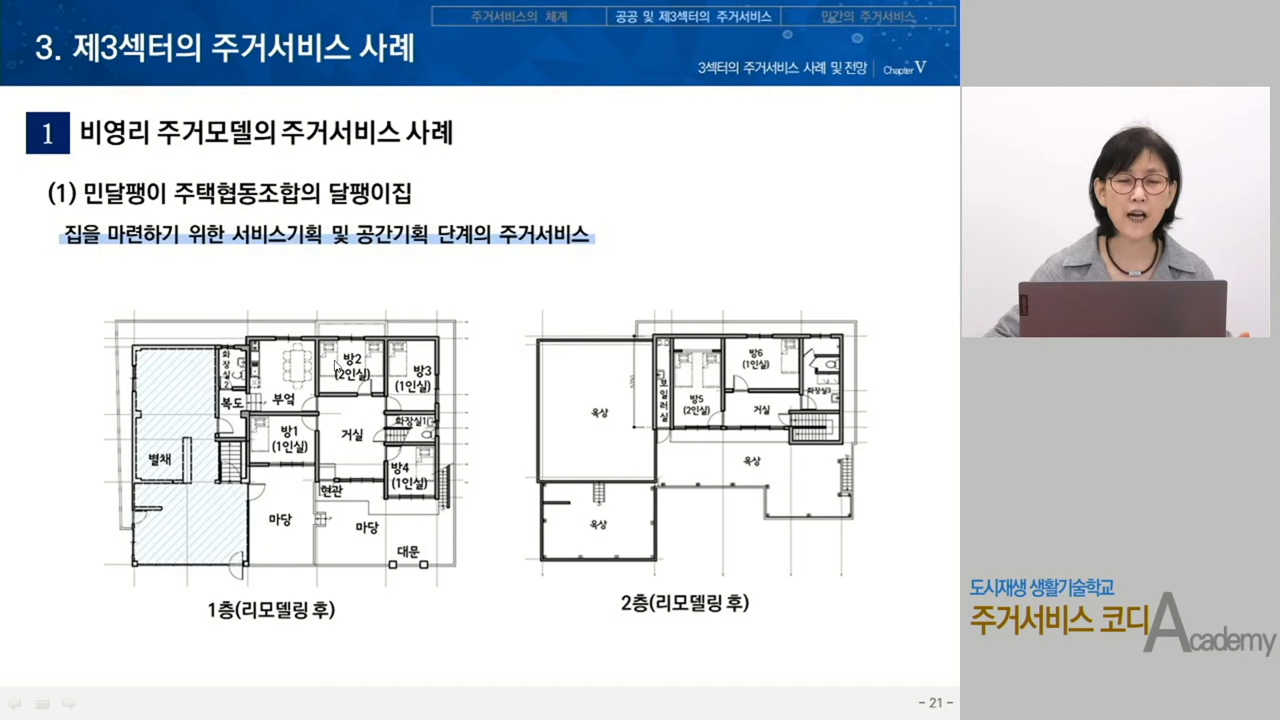 주거서비스의 체계
공공 및 제3섹터의 주거서비스
민간의 주거서비스
3. 제3섹터의 주거서비스 사례
3섹터의 주거서비스 사례 및 전망 Chapter V
1 비영리 주거모델의 주거서비스 사례
(1) 민달팽이 주택협동조합의 달팽이집
집을 마련하기 위한 서비스기획 및 공간기획 단계의 주거서비스
화장실2
복도
부엌
방2
(2인실)
방3
(1인실)
방1
(1인실)
거실
화장실1
방4
(1인실)
별채
현관
마당
마당
대문
1층(리모델링 후)
옥상
보일러실
방5
(2인실)
방6
(1인실)
거실
화장실3
옥상
옥상
2층(리모델링 후)
- 21 -
도시재생 생활기술학교
주거서비스 코디 Academy